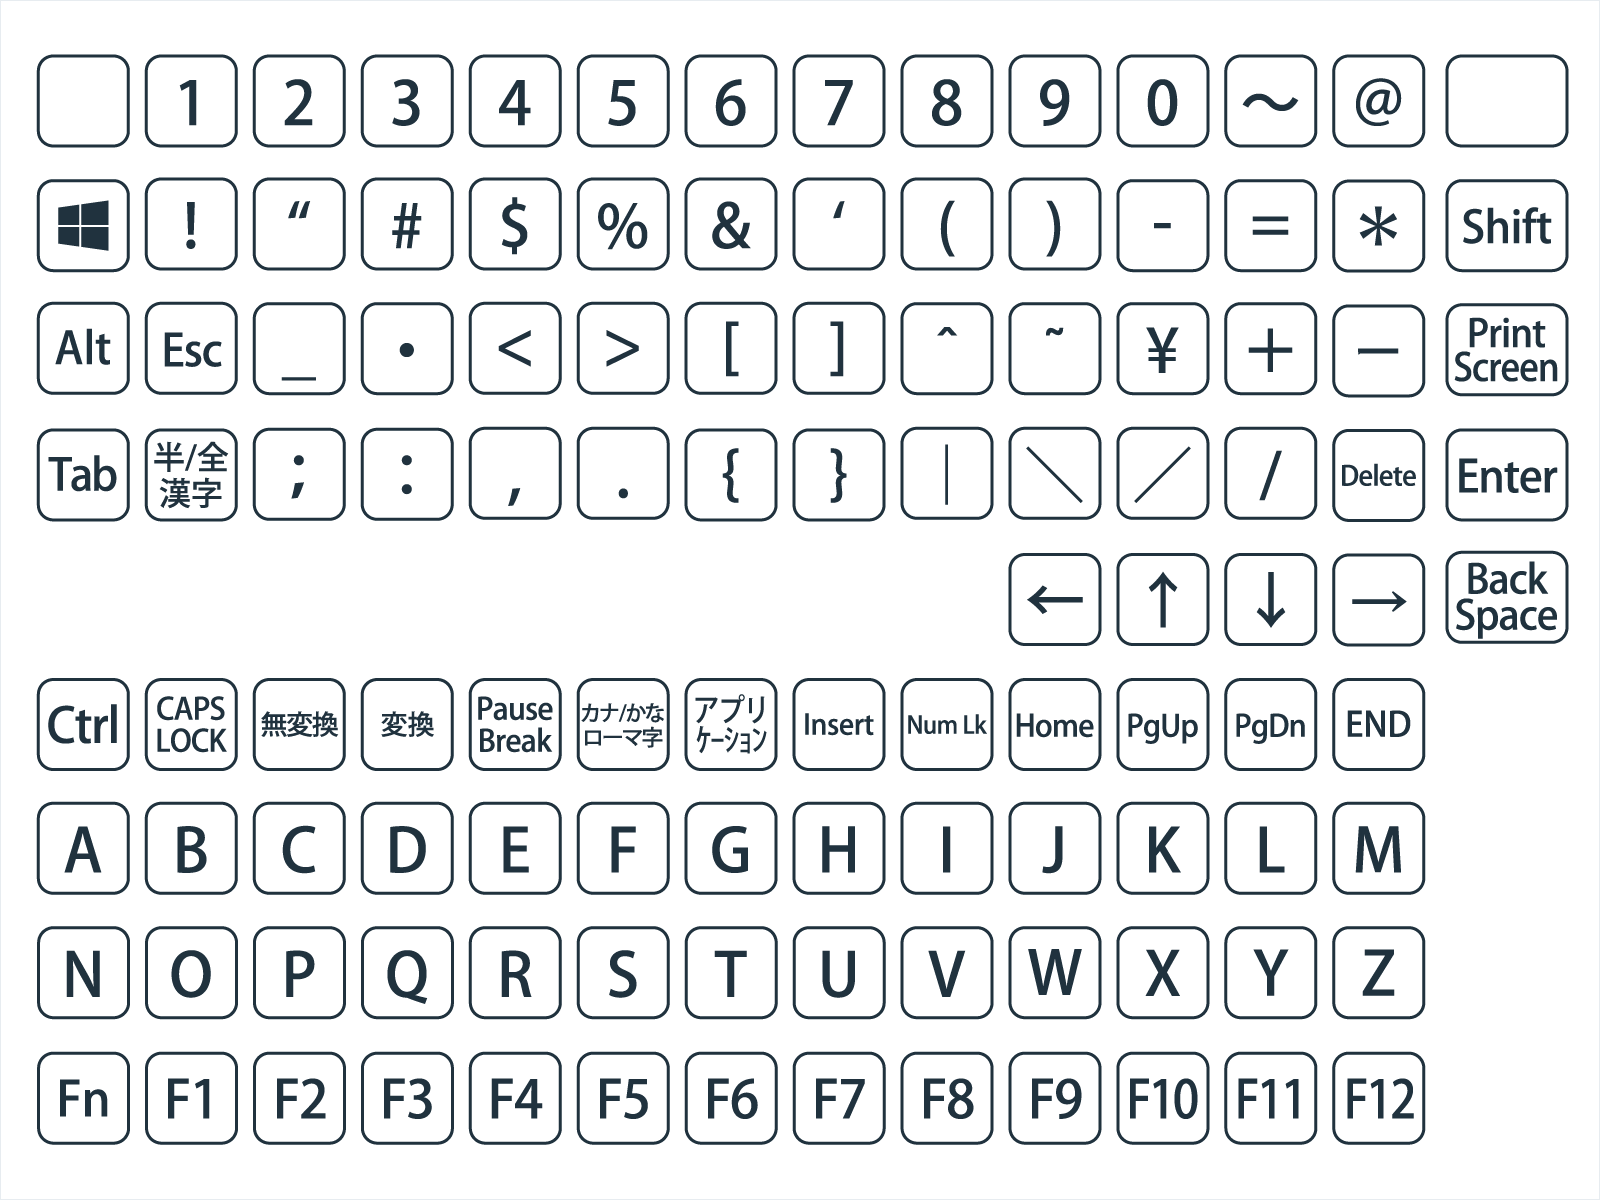 1 2 3 4 5 6 7 8 9 0 〜 @
! “ # $ % & ‘ ( ) - = * Shift
Alt Esc _ • < > [ ] ˆ ˜ ¥ + − Print
Screen
Tab 半/全
漢字 ; : , . { } | \ / / Delete Enter
← ↑ ↓ → Back
Space
Ctrl CAPS
LOCK 無変換 変換 Pause
Break カナ/かな
ローマ字 アプリ
ケーション Insert Num Lk Home PgUp PgDn END
A B C D E F G H I J K L M
N O P Q R S T U V W X Y Z
Fn F1 F2 F3 F4 F5 F6 F7 F8 F9 F10 F11 F12